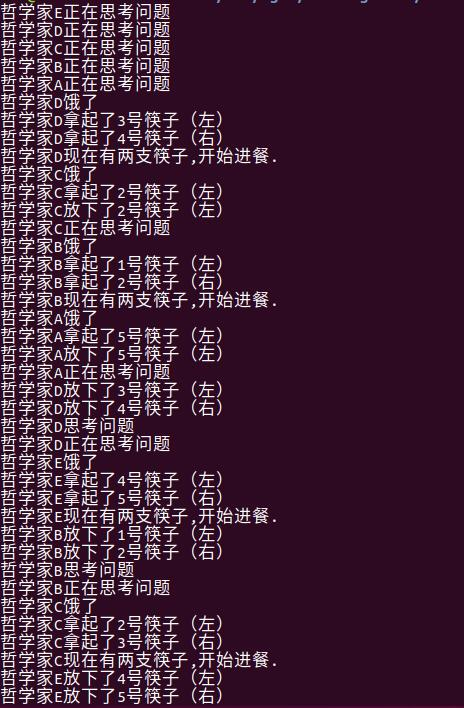 哲学家E正在思考问题
哲学家D正在思考问题
哲学家C正在思考问题
哲学家B正在思考问题
哲学家A正在思考问题
哲学家D饿了
哲学家D拿起了3号筷子（左）
哲学家D拿起了4号筷子（右）
哲学家D现在有两支筷子,开始进餐.
哲学家C饿了
哲学家C拿起了2号筷子（左）
哲学家C放下了2号筷子（左）
哲学家C正在思考问题
哲学家B饿了
哲学家B拿起了1号筷子（左）
哲学家B拿起了2号筷子（右）
哲学家B现在有两支筷子,开始进餐.
哲学家A饿了
哲学家A拿起了5号筷子（左）
哲学家A放下了5号筷子（左）
哲学家A正在思考问题
哲学家D放下了3号筷子（左）
哲学家D放下了4号筷子（右）
哲学家D思考问题
哲学家D正在思考问题
哲学家E饿了
哲学家E拿起了4号筷子（左）
哲学家E拿起了5号筷子（右）
哲学家E现在有两支筷子,开始进餐.
哲学家B放下了1号筷子（左）
哲学家B放下了2号筷子（右）
哲学家B思考问题
哲学家B正在思考问题
哲学家C饿了
哲学家C拿起了2号筷子（左）
哲学家C拿起了3号筷子（右）
哲学家C现在有两支筷子,开始进餐.
哲学家E放下了4号筷子（左）
哲学家E放下了5号筷子（右）